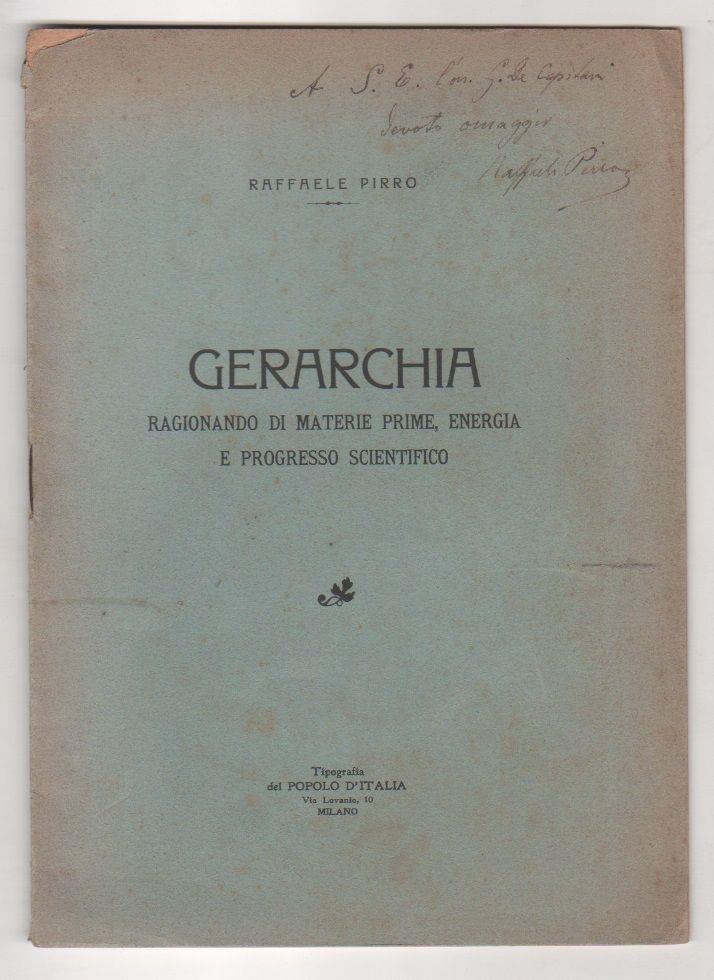 A S. E. l'on. G. De Capitani
devoto omaggio
Raffaele Pirro
RAFFAELE PIRRO
GERARCHIA
RAGIONANDO DI MATERIE PRIME, ENERGIA
E PROGRESSO SCIENTIFICO
Tipografia
del POPOLO D'ITALIA
Via Lovanio, 10
MILANO